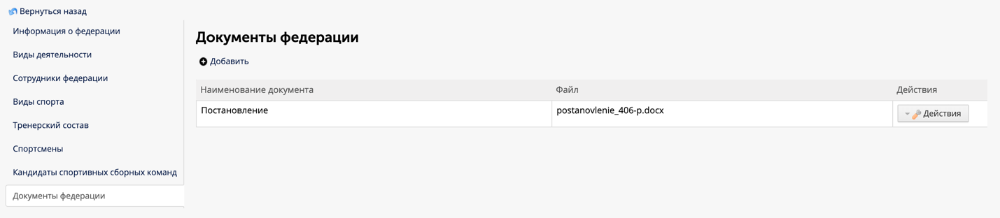 Вернуться назад
Информация о федерации
Виды деятельности
Сотрудники федерации
Виды спорта
Тренерский состав
Спортсмены
Кандидаты спортивных сборных команд
Документы федерации
Документы федерации
Добавить
Наименование документа Файл Действия
Постановление postanovlenie_406-p.docx Действия